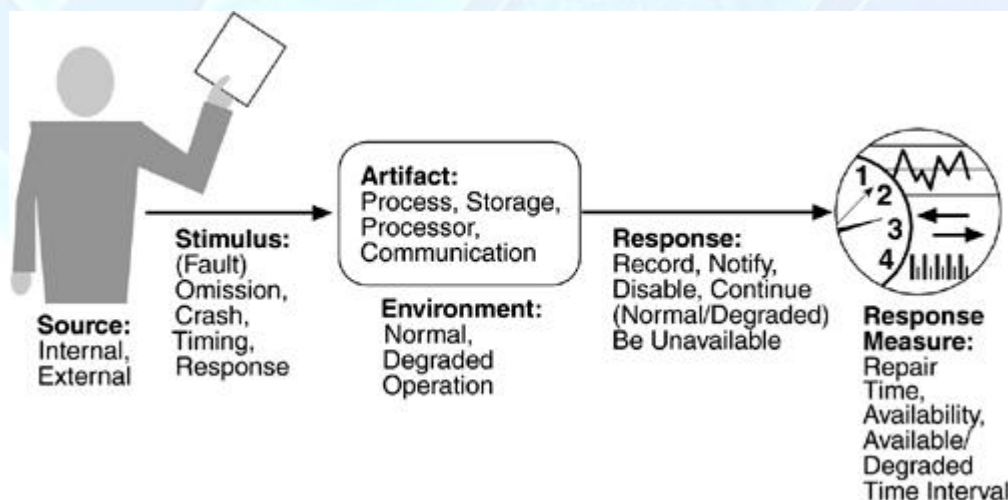 Source:
Internal,
External
Stimulus:
(Fault)
Omission,
Crash,
Timing,
Response
Artifact:
Process, Storage,
Processor,
Communication
Environment:
Normal,
Degraded
Operation
Response:
Record, Notify,
Disable, Continue
(Normal/Degraded)
Be Unavailable
1
2
3
4
Response
Measure:
Repair
Time,
Availability,
Available/
Degraded
Time Interval